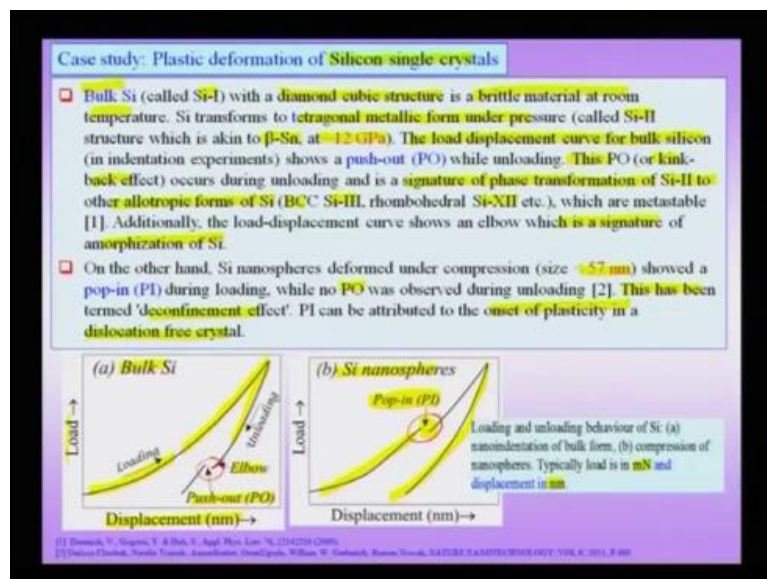 Case study: Plastic deformation of Silicon single crystals
Bulk Si (called Si-I) with a diamond cubic structure is a brittle material at room
temperature. Si transforms to tetragonal metallic form under pressure (called Si-II
structure which is akin to β-Sn, at ~12 GPa). The load displacement curve for bulk silicon
(in indentation experiments) shows a push-out (PO) while unloading. This PO (or kink-
back effect) occurs during unloading and is a signature of phase transformation of Si-II to
other allotropic forms of Si (BCC Si-III, rhombohedral Si-XII etc.), which are metastable
[1]. Additionally, the load-displacement curve shows an elbow which is a signature of
amorphization of Si.
On the other hand, Si nanospheres deformed under compression (size ~57 nm) showed a
pop-in (PI) during loading, while no PO was observed during unloading [2]. This has been
termed 'deconfinement effect'. PI can be attributed to the onset of plasticity in a
dislocation free crystal.
(a) Bulk Si
Load →
Loading
Unloading
Elbow
Push-out (PO)
Displacement (nm)→
(b) Si nanospheres
Load →
Pop-in (PI)
Displacement (nm)→
Loading and unloading behaviour of Si: (a)
nanoindentation of bulk form, (b) compression of
nanospheres. Typically load is in mN and
displacement in nm.